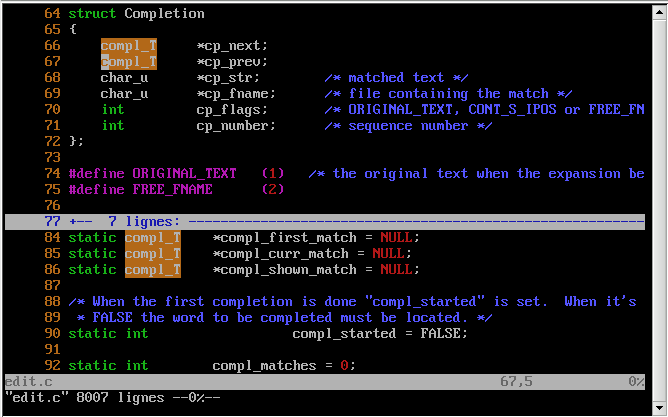 64 struct Completion
65 {
66     compl_T     *cp_next;
67     compl_T     *cp_prev;
68     char_u      *cp_str;        /* matched text */
69     char_u      *cp_fname;      /* file containing the match */
70     int         cp_flags;       /* ORIGINAL_TEXT, CONT_S_IPOS or FREE_FN
71     int         cp_number;      /* sequence number */
72 };
73
74 #define ORIGINAL_TEXT   (1)   /* the original text when the expansion be
75 #define FREE_FNAME      (2)
76
77 +--  7 lignes: ---------------------------------------------------------
84 static compl_T    *compl_first_match = NULL;
85 static compl_T    *compl_curr_match = NULL;
86 static compl_T    *compl_shown_match = NULL;
87
88 /* When the first completion is done "compl_started" is set.  When it's
89  * FALSE the word to be completed must be located. */
90 static int                  compl_started = FALSE;
91
92 static int        compl_matches = 0;
edit.c                                                        67,5            0%
"edit.c" 8007 lignes --0%--